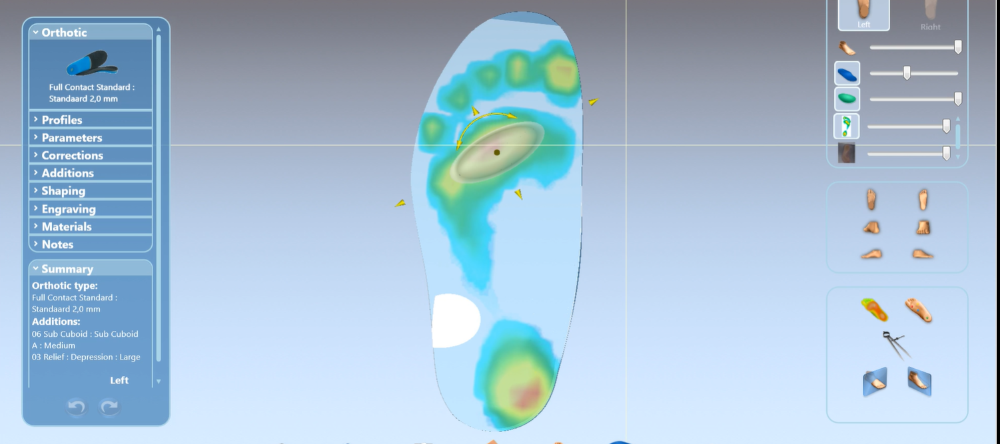 Orthotic
Full Contact Standard :
Standaard 2,0 mm
Profiles
Parameters
Corrections
Additions
Shaping
Engraving
Materials
Notes
Summary
Orthotic type:
Full Contact Standard :
Standaard 2,0 mm
Additions:
06 Sub Cuboid : Sub Cuboid
A : Medium
03 Relief : Depression : Large
Left
Left
Right